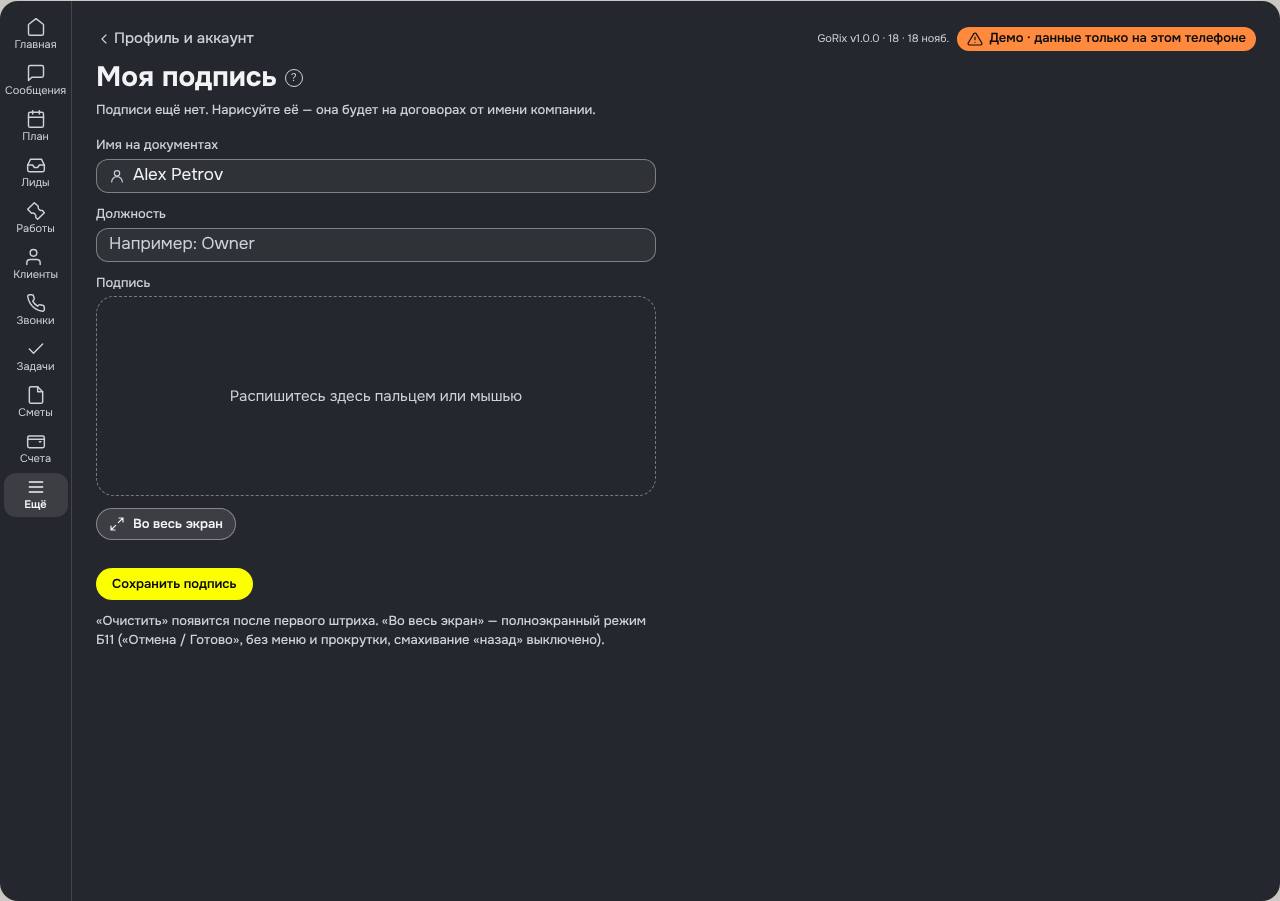 Главная
Сообщения
План
Лиды
Работы
Клиенты
Звонки
Задачи
Сметы
Счета
Ещё
Профиль и аккаунт
GoRix v1.0.0 · 18 · 18 нояб.
Демо · данные только на этом телефоне
Моя подпись ?
Подписи ещё нет. Нарисуйте её — она будет на договорах от имени компании.
Имя на документах
Alex Petrov
Должность
Например: Owner
Подпись
Распишитесь здесь пальцем или мышью
Во весь экран
Сохранить подпись
«Очистить» появится после первого штриха. «Во весь экран» — полноэкранный режим
Б11 («Отмена / Готово», без меню и прокрутки, смахивание «назад» выключено).